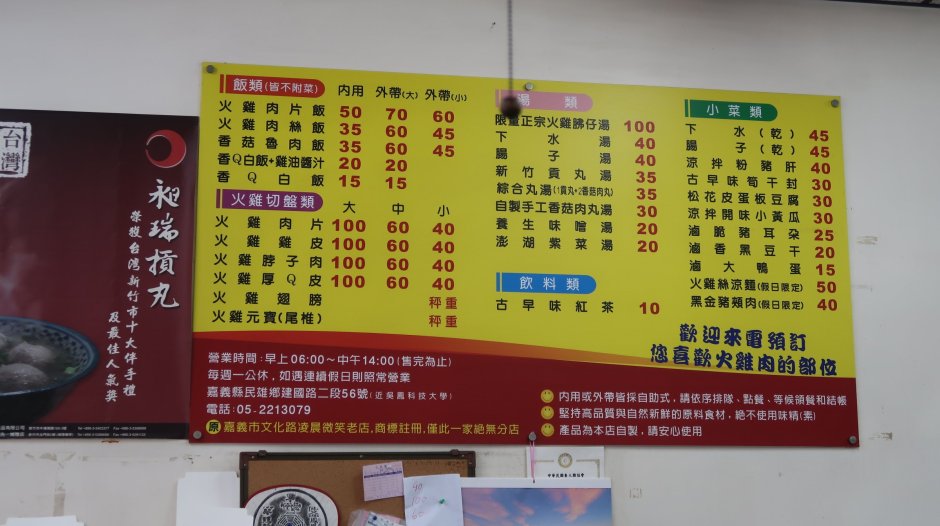 台灣
昶瑞摃丸
榮獲台灣新竹市十大伴手禮
及最佳人氣獎
飯類(皆不附菜) 內用 外帶(大) 外帶(小)
火雞肉片飯 50 70 60
火雞肉絲飯 35 60 45
香菇魯肉飯 35 60 45
香Q白飯+雞油醬汁 20 20
香Q白飯 15 15
火雞切盤類 大 中 小
火雞肉片 100 60 40
火雞雞皮 100 60 40
火雞脖子肉 100 60 40
火雞厚Q皮 100 60 40
火雞翅膀 秤重
火雞元寶(尾椎) 秤重
湯類
限量正宗火雞佛仔湯 100
下水湯 40
腸子湯 40
新竹貢丸湯 35
綜合丸湯(1貢丸+2香菇肉丸) 35
自製手工香菇肉丸湯 30
養生味噌湯 20
澎湖紫菜湯 20
飲料類
古早味紅茶 10
小菜類
下水(乾) 45
腸子(乾) 45
涼拌粉豬肝 40
古早味筍干封 30
松花皮蛋板豆腐 30
涼拌開味小黃瓜 30
滷脆豬耳朵 25
滷香黑豆干 20
滷大鴨蛋 15
火雞絲涼麵(假日限定) 50
黑金豬頰肉(假日限定) 40
歡迎來電預訂
您喜歡火雞肉的部位
營業時間:早上06:00~中午14:00(售完為止)
每週一公休,如遇連續假日則照常營業
嘉義縣民雄鄉建國路二段56號(近吳鳳科技大學)
電話:05-2213079
原 嘉義市文化路凌晨微笑老店,商標註冊,僅此一家絕無分店
內用或外帶皆採自助式,請依序排隊、點餐、等候領餐和結帳
堅持高品質與自然新鮮的原料食材,絕不使用味精(素)
產品為本店自製,請安心使用